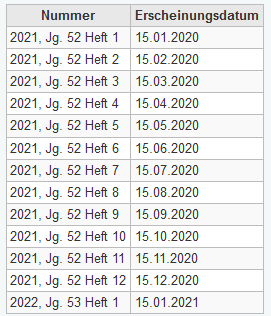 Nummer Erscheinungsdatum
2021, Jg. 52 Heft 1 15.01.2020
2021, Jg. 52 Heft 2 15.02.2020
2021, Jg. 52 Heft 3 15.03.2020
2021, Jg. 52 Heft 4 15.04.2020
2021, Jg. 52 Heft 5 15.05.2020
2021, Jg. 52 Heft 6 15.06.2020
2021, Jg. 52 Heft 7 15.07.2020
2021, Jg. 52 Heft 8 15.08.2020
2021, Jg. 52 Heft 9 15.09.2020
2021, Jg. 52 Heft 10 15.10.2020
2021, Jg. 52 Heft 11 15.11.2020
2021, Jg. 52 Heft 12 15.12.2020
2022, Jg. 53 Heft 1 15.01.2021